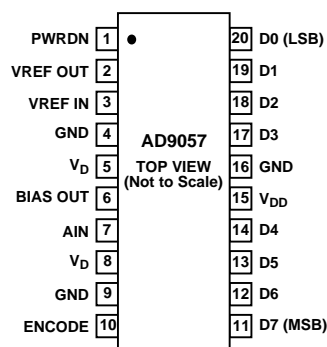 PWRDN 1 20 D0 (LSB)
VREF OUT 2 19 D1
VREF IN 3 18 D2
GND 4 17 D3
AD9057
VD 5 16 GND
TOP VIEW
(Not to Scale)
BIAS OUT 6 15 VDD
AIN 7 14 D4
VD 8 13 D5
GND 9 12 D6
ENCODE 10 11 D7 (MSB)